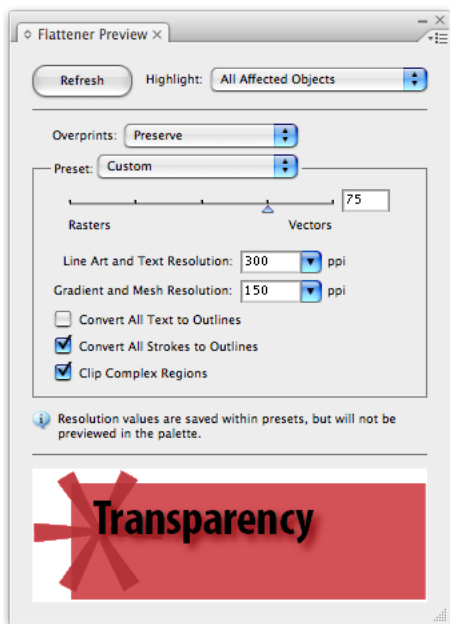 Flattener Preview
Refresh
Highlight: All Affected Objects
Overprints: Preserve
Preset: Custom
75
Rasters Vectors
Line Art and Text Resolution: 300 ppi
Gradient and Mesh Resolution: 150 ppi
Convert All Text to Outlines
Convert All Strokes to Outlines
Clip Complex Regions
Resolution values are saved within presets, but will not be
previewed in the palette.
Transparency